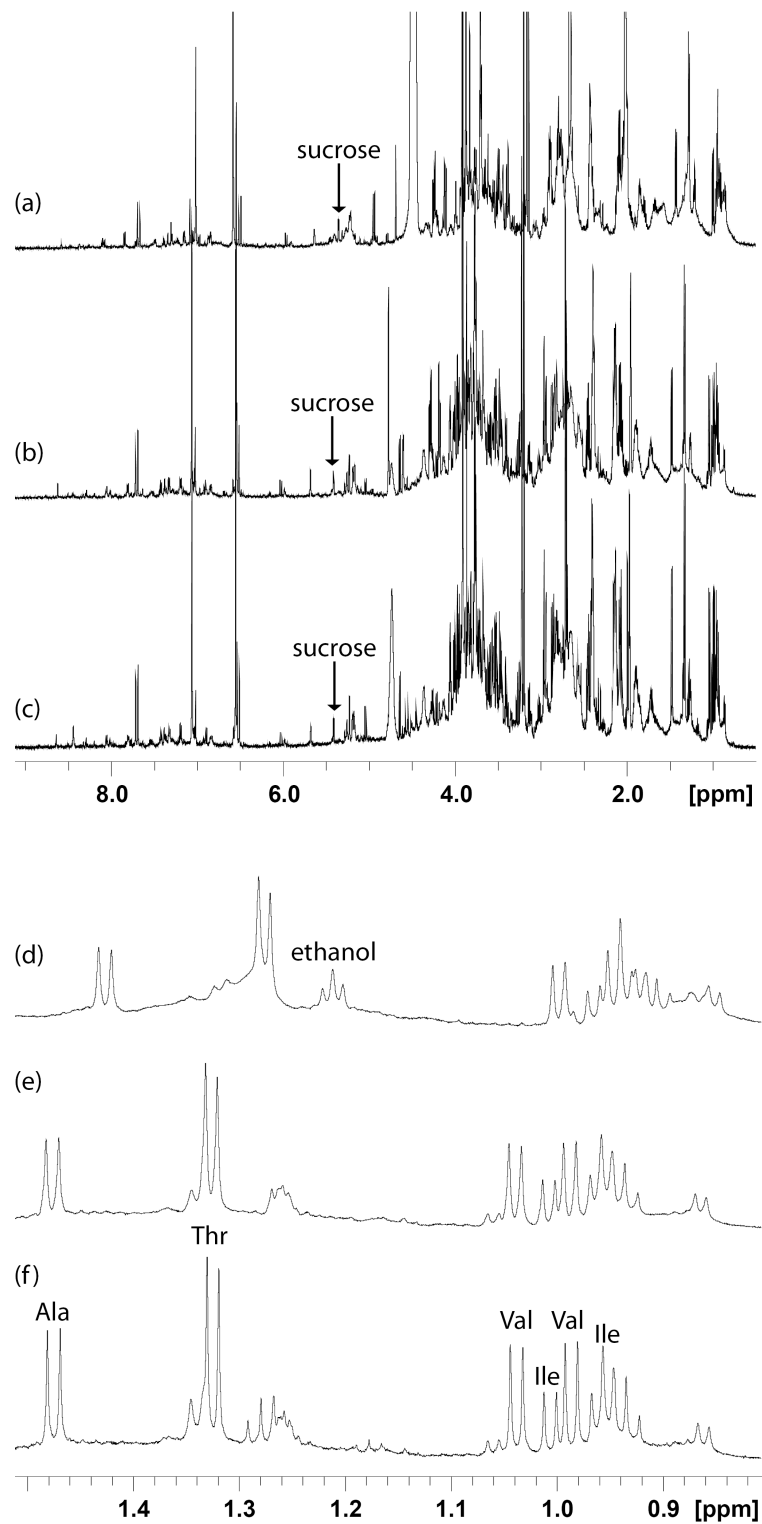 sucrose
(a)
sucrose
(b)
sucrose
(c)
8.0 6.0 4.0 2.0 [ppm]
(d) ethanol
(e)
Thr
(f)
Ala Val Val Ile
Ile
1.4 1.3 1.2 1.1 1.0 0.9 [ppm]